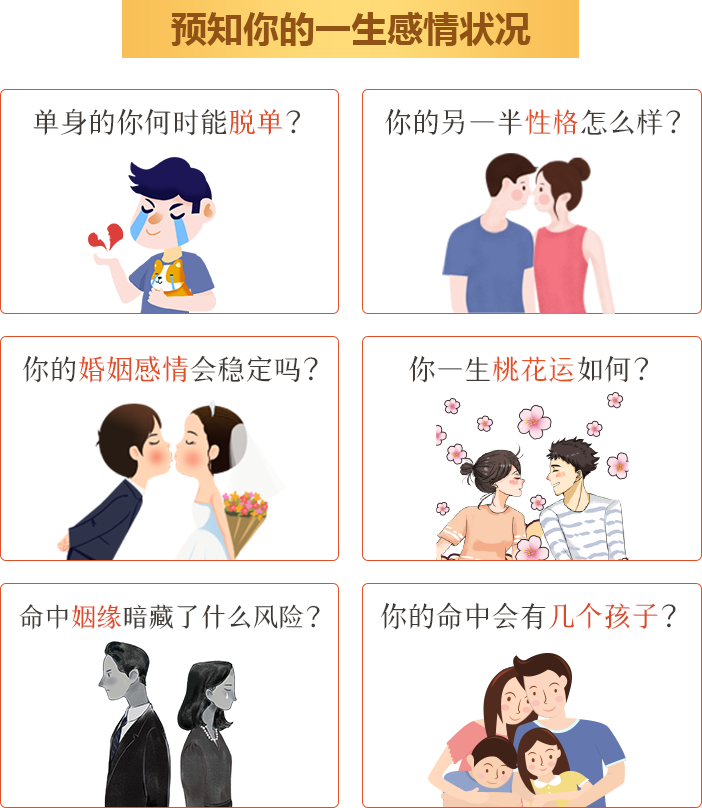 预知你的一生感情状况
单身的你何时能脱单？
你的另一半性格怎么样？
你的婚姻感情会稳定吗？
你一生桃花运如何？
命中姻缘暗藏了什么风险？
你的命中会有几个孩子？